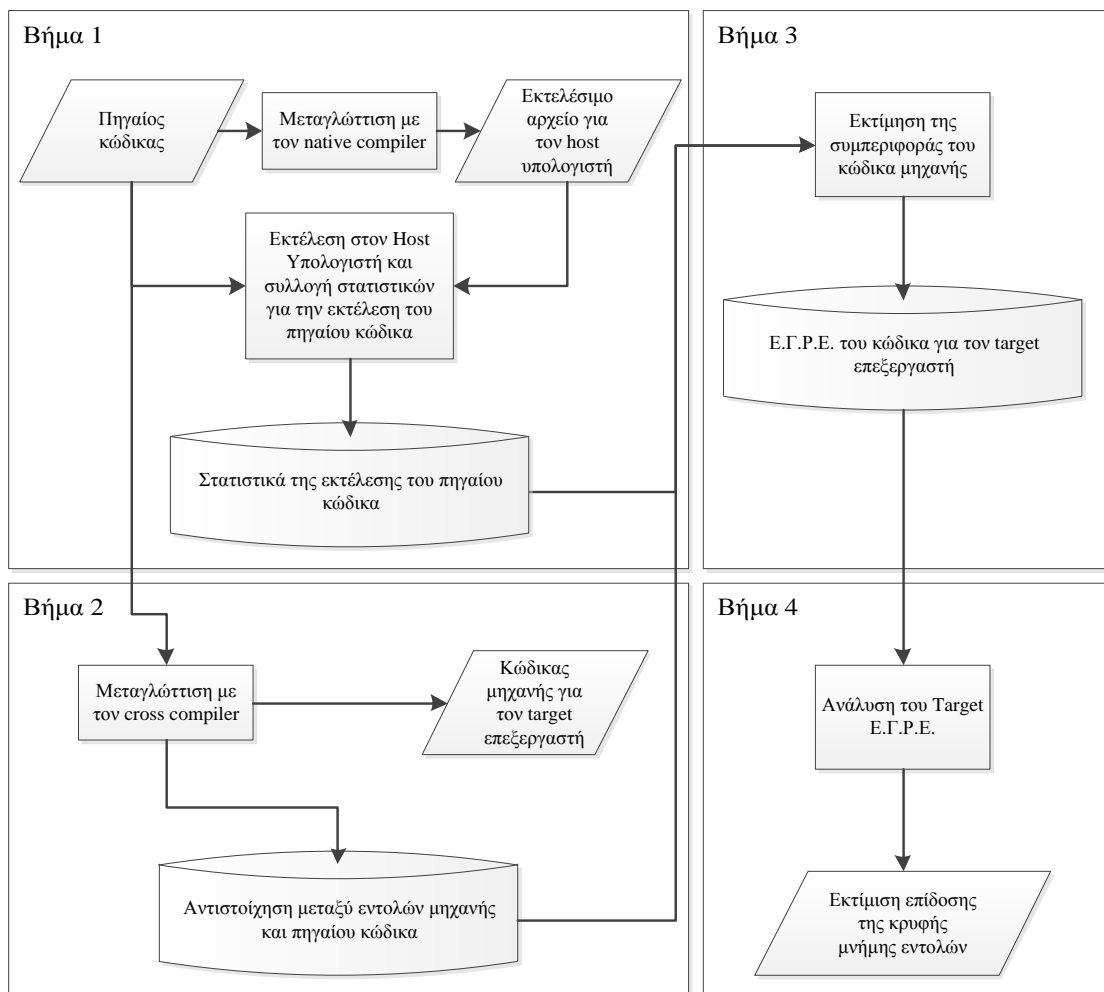 Βήμα 1
Πηγαίος
κώδικας
Μεταγλώττιση με
τον native compiler
Εκτελέσιμο
αρχείο για
τον host
υπολογιστή
Εκτέλεση στον Host
Υπολογιστή και
συλλογή στατιστικών
για την εκτέλεση του
πηγαίου κώδικα
Στατιστικά της εκτέλεσης του πηγαίου
κώδικα
Βήμα 2
Μεταγλώττιση με
τον cross compiler
Κώδικας
μηχανής για
τον target
επεξεργαστή
Αντιστοίχηση μεταξύ εντολών μηχανής
και πηγαίου κώδικα
Βήμα 3
Εκτίμηση της
συμπεριφοράς του
κώδικα μηχανής
Ε.Γ.Ρ.Ε. του κώδικα για τον target
επεξεργαστή
Βήμα 4
Ανάλυση του Target
Ε.Γ.Ρ.Ε.
Εκτίμιση επίδοσης
της κρυφής
μνήμης εντολών